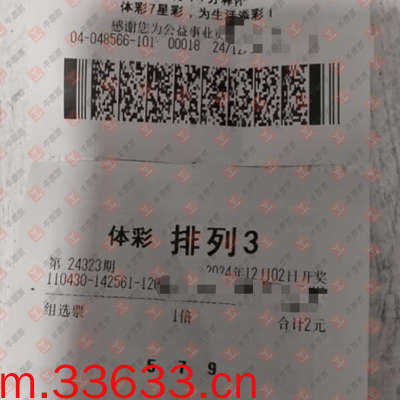 体彩7星彩，为生活添彩！
感谢您为公益事业
04-048566-101 00018 24/12
体彩 排列3
第 24323期 2024年12月02日开奖
110430-142561-120
组选票 1倍 合计2元
5 7 9
m.33633.cn